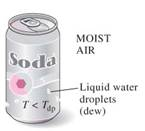 MOIST
AIR
Soda
Liquid water
droplets
(dew)
T < Tdp